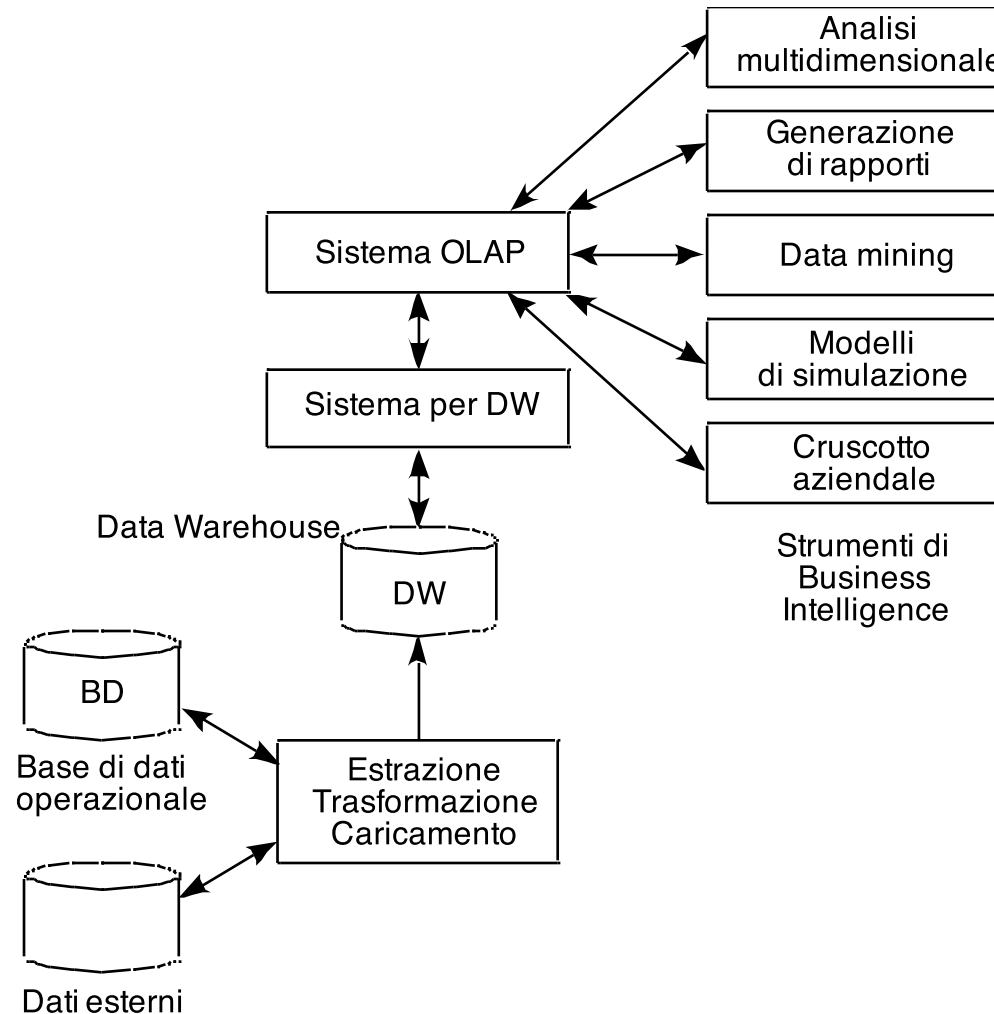 Analisi
multidimensionale
Generazione
di rapporti
Sistema OLAP
Data mining
Modelli
di simulazione
Sistema per DW
Cruscotto
aziendale
Data Warehouse
Strumenti di
Business
Intelligence
DW
BD
Base di dati
operazionale
Estrazione
Trasformazione
Caricamento
Dati esterni